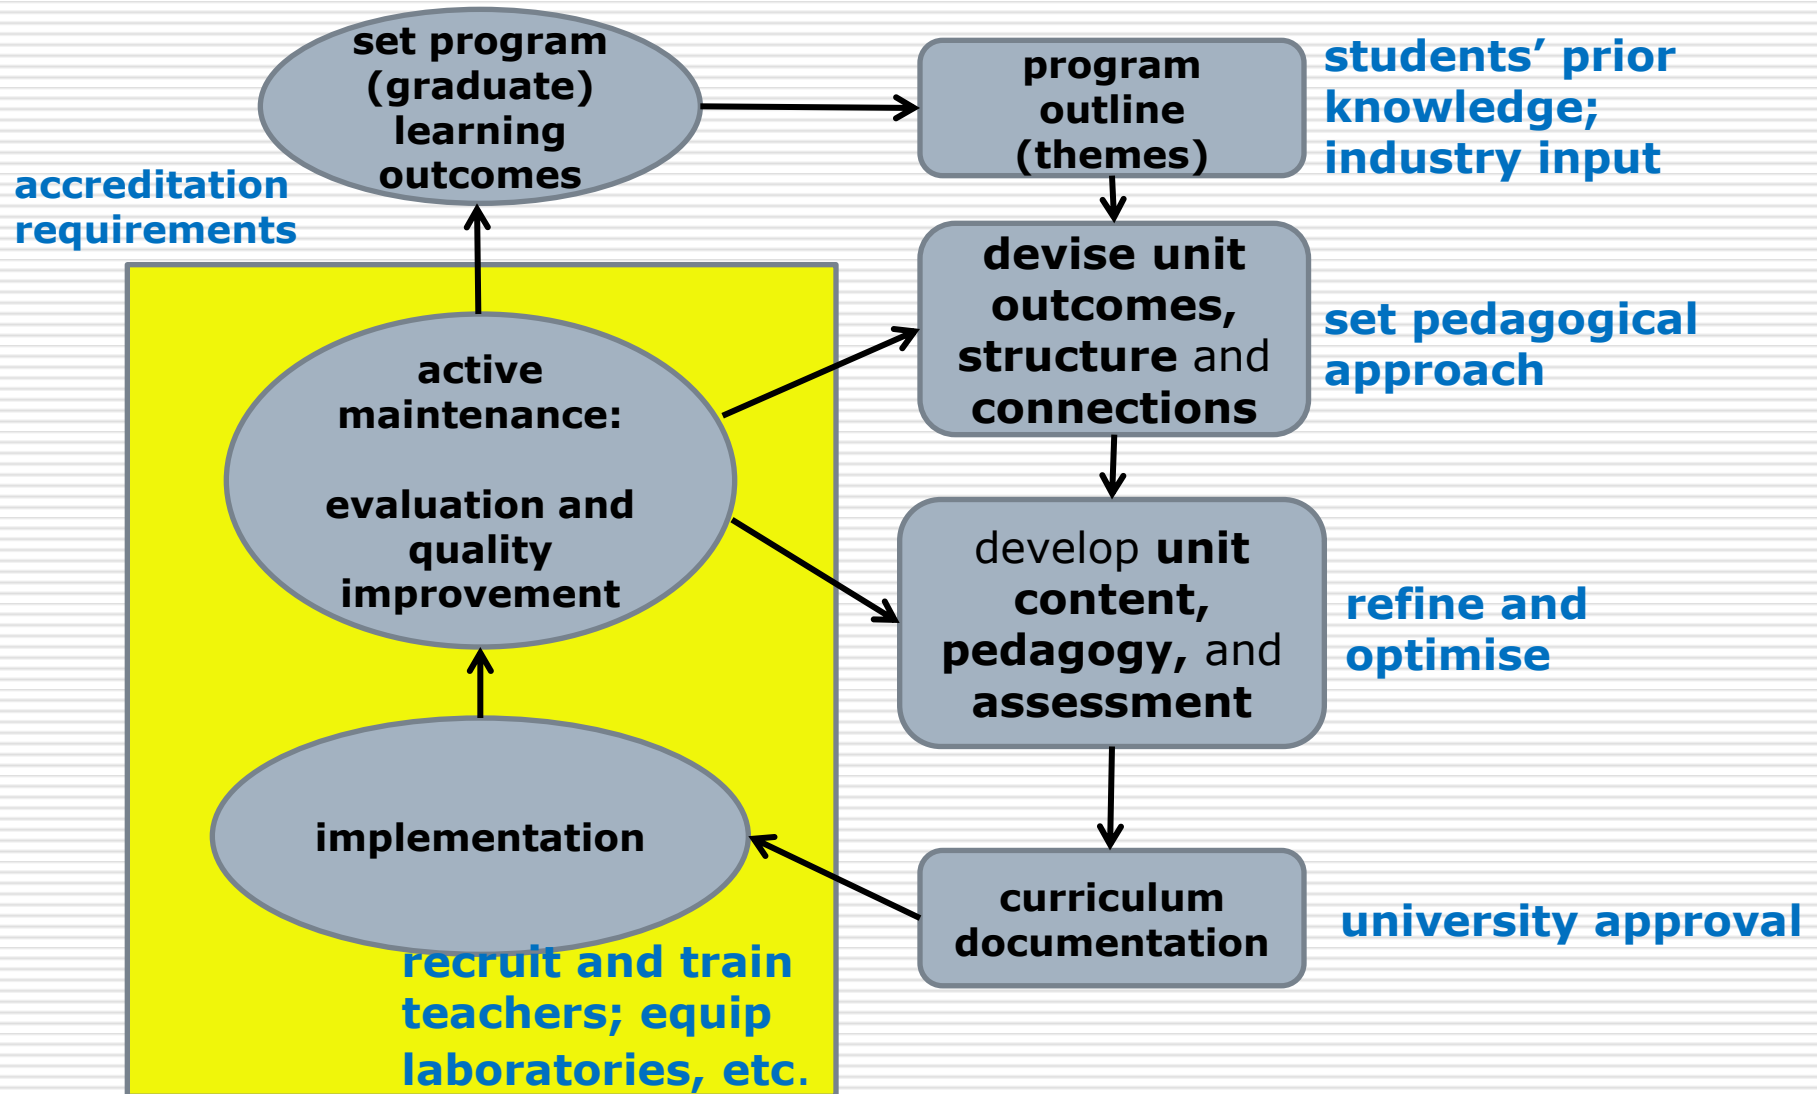 set program
(graduate)
learning
outcomes
program
outline
(themes)
students’ prior
knowledge;
industry input
accreditation
requirements
devise unit
outcomes,
structure and
connections
set pedagogical
approach
active
maintenance:
evaluation and
quality
improvement
develop unit
content,
pedagogy, and
assessment
refine and
optimise
implementation
curriculum
documentation
university approval
recruit and train
teachers; equip
laboratories, etc.